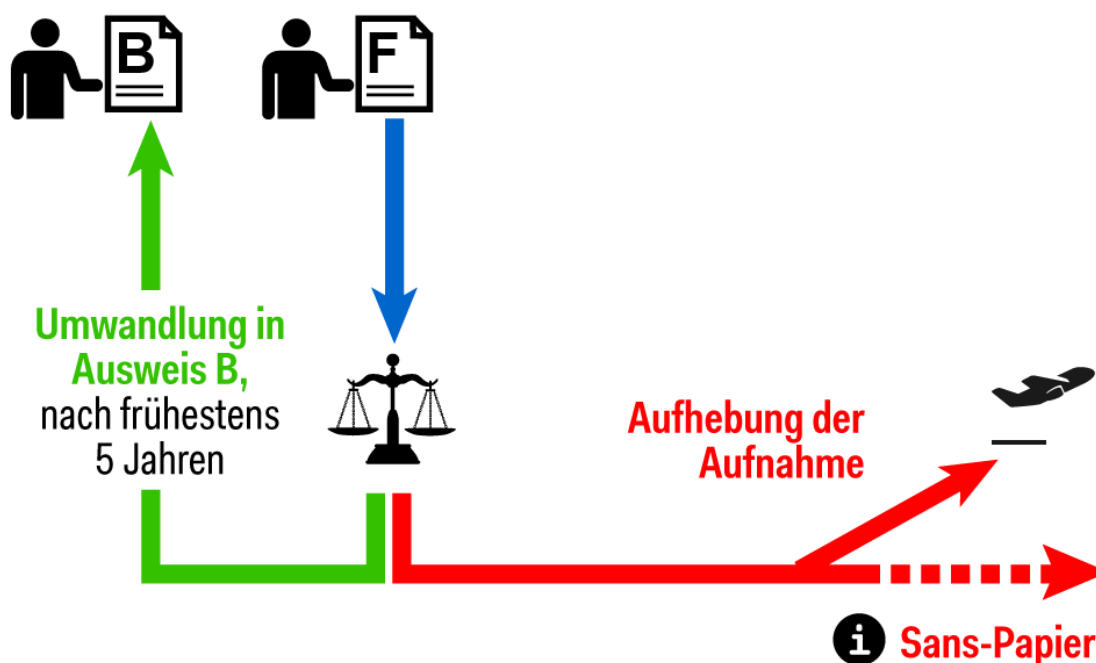 B
F
Umwandlung in
Ausweis B,
nach frühestens
5 Jahren
Aufhebung der
Aufnahme
i Sans-Papier